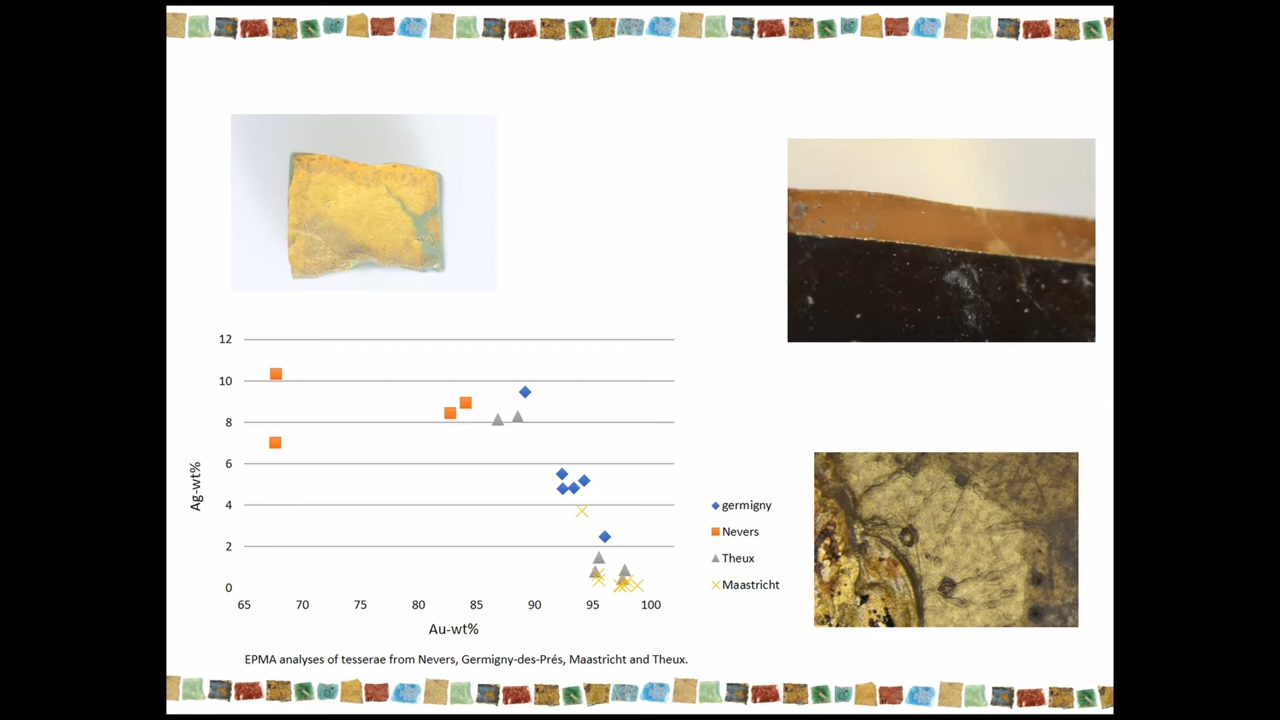 12
10
8
6
4
2
0
Ag-wt%
65 70 75 80 85 90 95 100
Au-wt%
germigny
Nevers
Theux
Maastricht
EPMA analyses of tesserae from Nevers, Germigny-des-Prés, Maastricht and Theux.